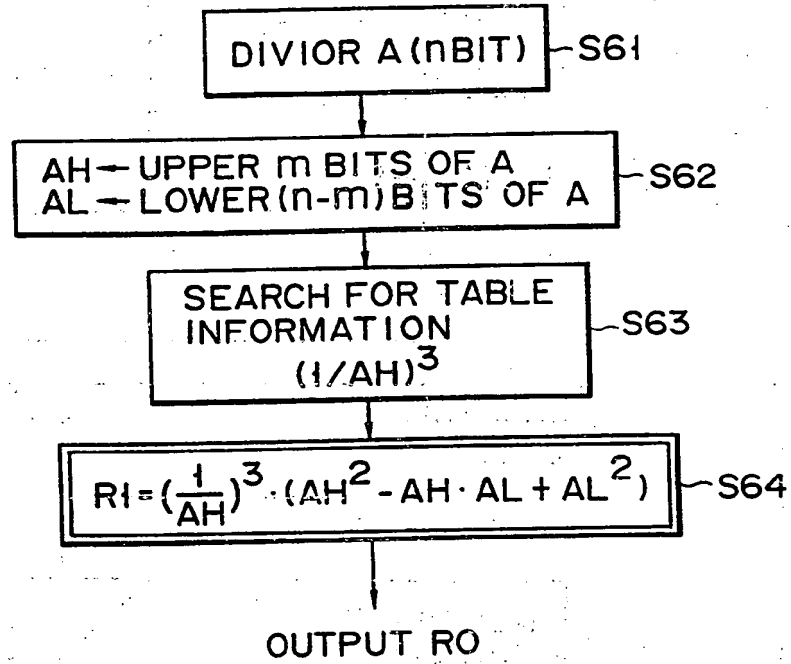 DIVIOR A (nBIT) S61
AH ← UPPER m BITS OF A
AL ← LOWER (n-m) BITS OF A S62
SEARCH FOR TABLE
INFORMATION S63
(1/AH)³
R1 = (1/AH)³ · (AH² - AH · AL + AL²) S64
OUTPUT RO